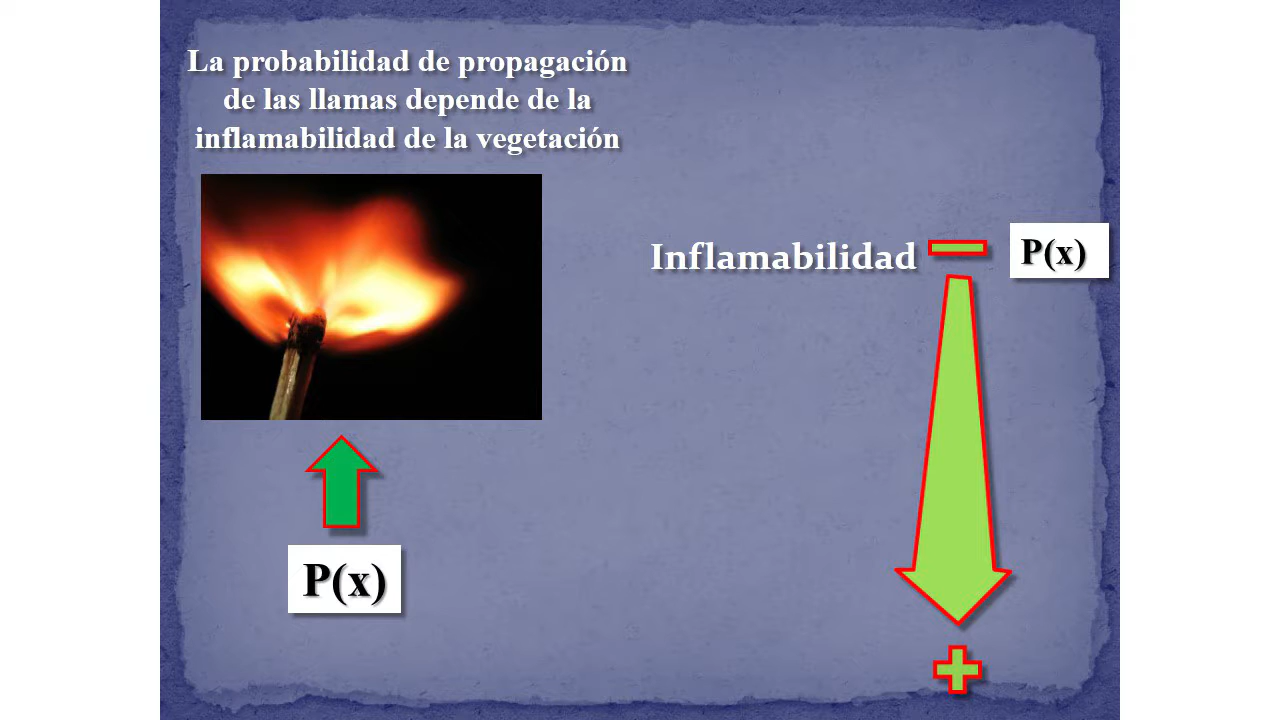 La probabilidad de propagación
de las llamas depende de la
inflamabilidad de la vegetación
Inflamabilidad
P(x)
P(x)